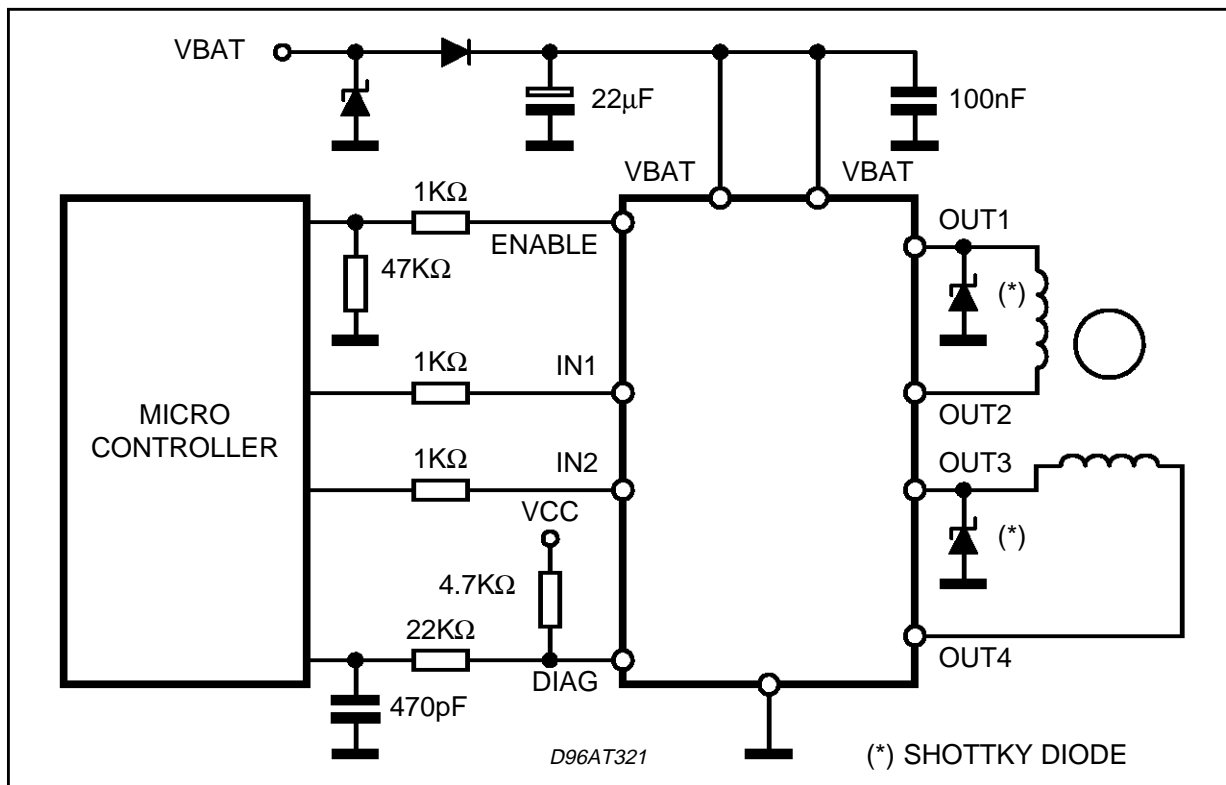 VBAT
22μF
100nF
VBAT
VBAT
1KΩ
ENABLE
OUT1
47KΩ
(*)
1KΩ
IN1
MICRO
CONTROLLER
OUT2
1KΩ
IN2
OUT3
VCC
(*)
4.7KΩ
22KΩ
DIAG
OUT4
470pF
D96AT321
(*) SHOTTKY DIODE